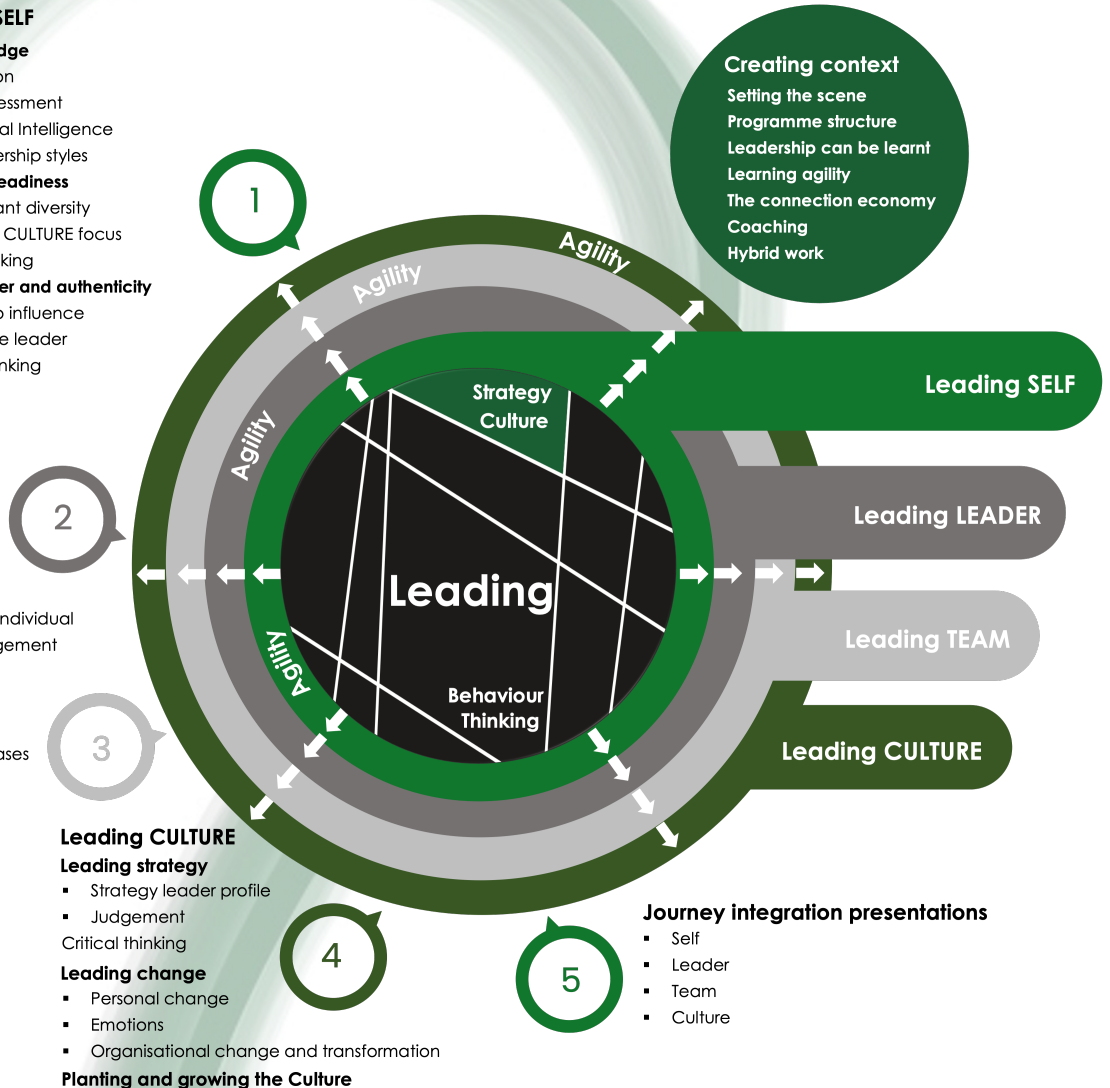 SELF
Creating context
Setting the scene
Programme structure
Leadership can be learnt
Learning agility
The connection economy
Coaching
Hybrid work
on
essment
al Intelligence
ership styles
eadiness
ant diversity
CULTURE focus
king
er and authenticity
influence
e leader
nking
1
Agility
Agility
Agility
Agility
Strategy
Culture
Leading
Behaviour
Thinking
Leading SELF
Leading LEADER
Leading TEAM
Leading CULTURE
2
ndividual
gement
3
ases
Leading CULTURE
Leading strategy
▪ Strategy leader profile
▪ Judgement
Critical thinking
Leading change
▪ Personal change
▪ Emotions
▪ Organisational change and transformation
Planting and growing the Culture
4
5
Journey integration presentations
▪ Self
▪ Leader
▪ Team
▪ Culture